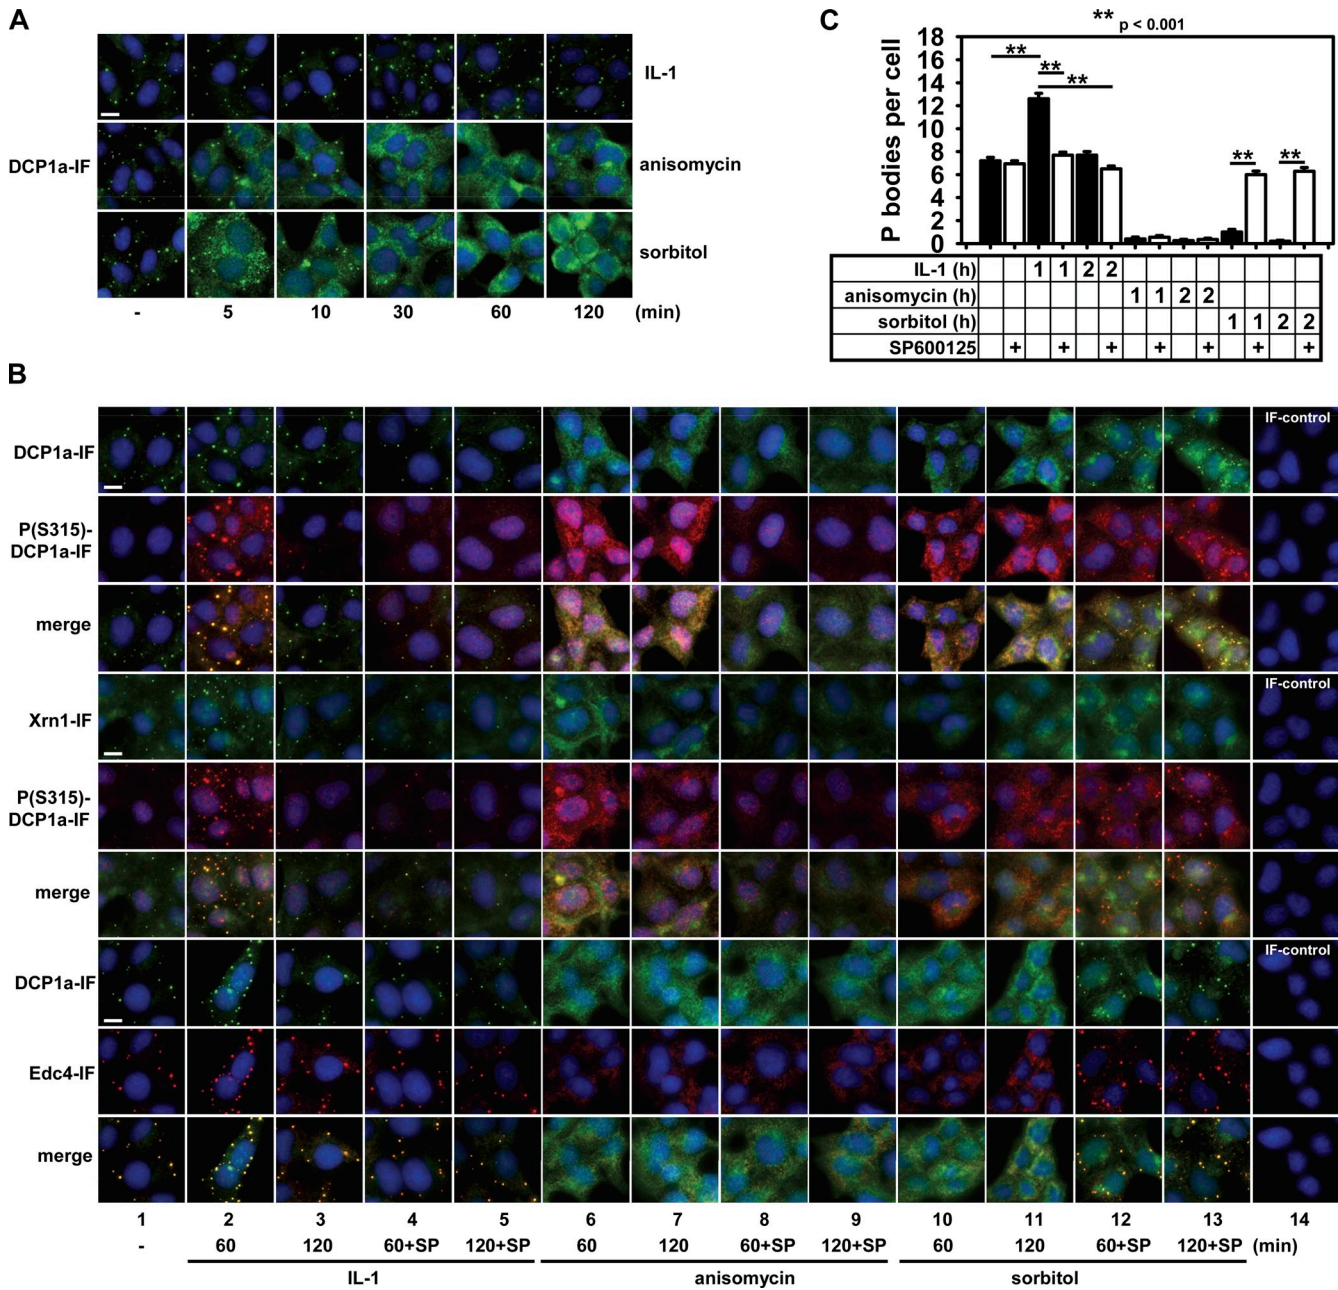 A
IL-1
DCP1a-IF
anisomycin
sorbitol
- 5 10 30 60 120 (min)
C
** p < 0.001
P bodies per cell
18
16
14
12
10
8
6
4
2
0
**
**
**
**
**
IL-1 (h) 1 1 2 2
anisomycin (h) 1 1 2 2
sorbitol (h) 1 1 2 2
SP600125 + + + + + + +
B
DCP1a-IF
IF-control
P(S315)-
DCP1a-IF
merge
Xrn1-IF
IF-control
P(S315)-
DCP1a-IF
merge
DCP1a-IF
IF-control
Edc4-IF
merge
1 2 3 4 5 6 7 8 9 10 11 12 13 14
- 60 120 60+SP 120+SP 60 120 60+SP 120+SP 60 120 60+SP 120+SP (min)
IL-1 anisomycin sorbitol